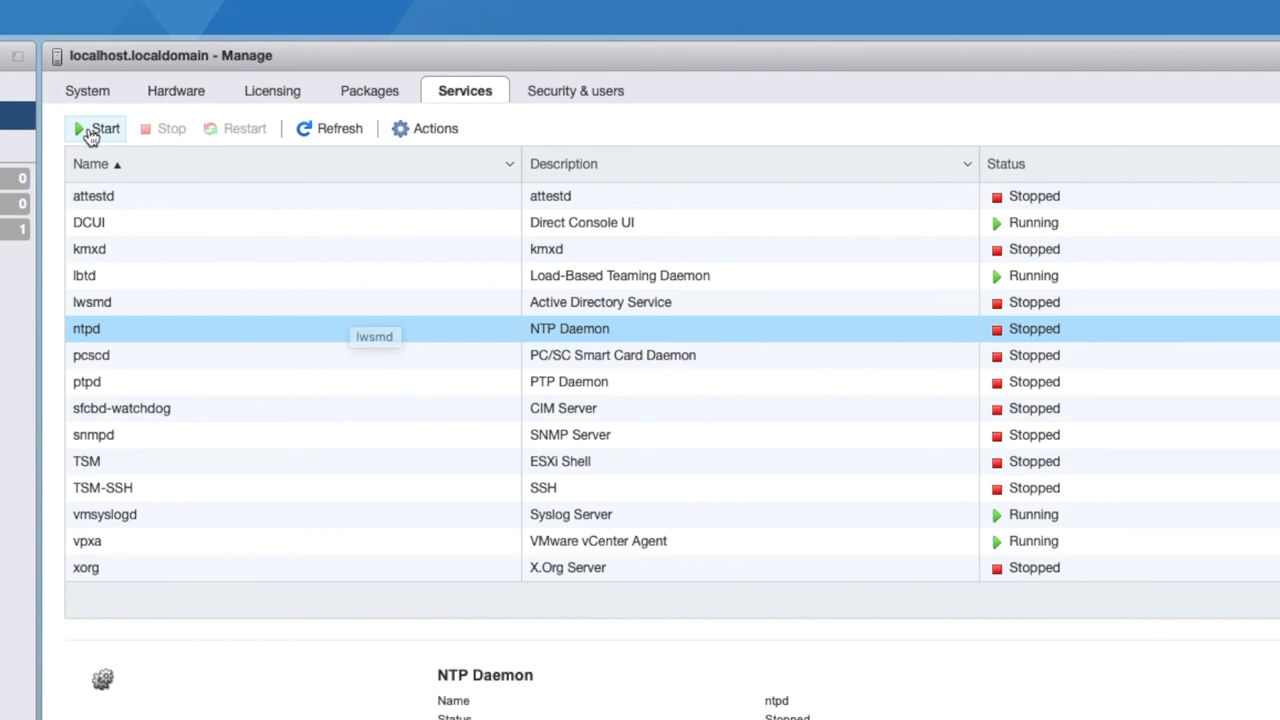 localhost.localdomain - Manage
System Hardware Licensing Packages Services Security & users
Start Stop Restart Refresh Actions
Name Description Status
0
0
1
attestd attestd Stopped
DCUI Direct Console UI Running
kmxd kmxd Stopped
lbtd Load-Based Teaming Daemon Running
lwsmd Active Directory Service Stopped
ntpd NTP Daemon Stopped
lwsmd
pcscd PC/SC Smart Card Daemon Stopped
ptpd PTP Daemon Stopped
sfcbd-watchdog CIM Server Stopped
snmpd SNMP Server Stopped
TSM ESXi Shell Stopped
TSM-SSH SSH Stopped
vmsyslogd Syslog Server Running
vpxa VMware vCenter Agent Running
xorg X.Org Server Stopped
NTP Daemon
Name ntpd
Status Stopped